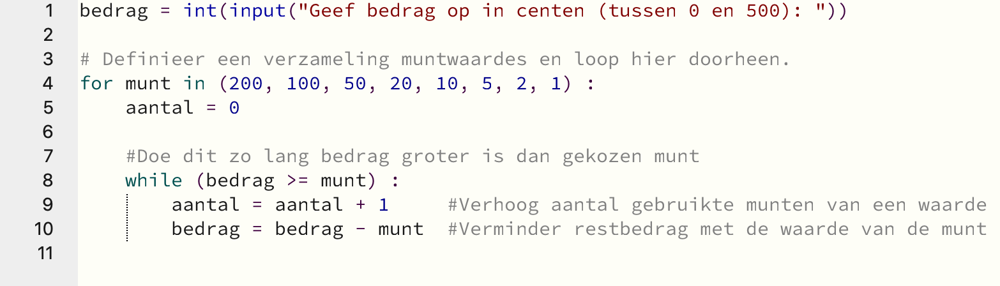 1 bedrag = int(input("Geef bedrag op in centen (tussen 0 en 500): "))
2
3 # Definieer een verzameling muntwaardes en loop hier doorheen.
4 for munt in (200, 100, 50, 20, 10, 5, 2, 1) :
5     aantal = 0
6
7     #Doe dit zo lang bedrag groter is dan gekozen munt
8     while (bedrag >= munt) :
9         aantal = aantal + 1     #Verhoog aantal gebruikte munten van een waarde
10         bedrag = bedrag - munt  #Verminder restbedrag met de waarde van de munt
11